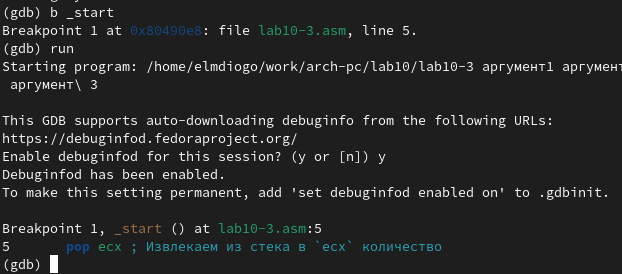 (gdb) b _start
Breakpoint 1 at 0x80490e8: file lab10-3.asm, line 5.
(gdb) run
Starting program: /home/elmdiogo/work/arch-pc/lab10/lab10-3 аргумент1 аргумент
аргумент\ 3
This GDB supports auto-downloading debuginfo from the following URLs:
https://debuginfod.fedoraproject.org/
Enable debuginfod for this session? (y or [n]) y
Debuginfod has been enabled.
To make this setting permanent, add 'set debuginfod enabled on' to .gdbinit.
Breakpoint 1, _start () at lab10-3.asm:5
5 pop ecx ; Извлекаем из стека в `ecx` количество
(gdb)